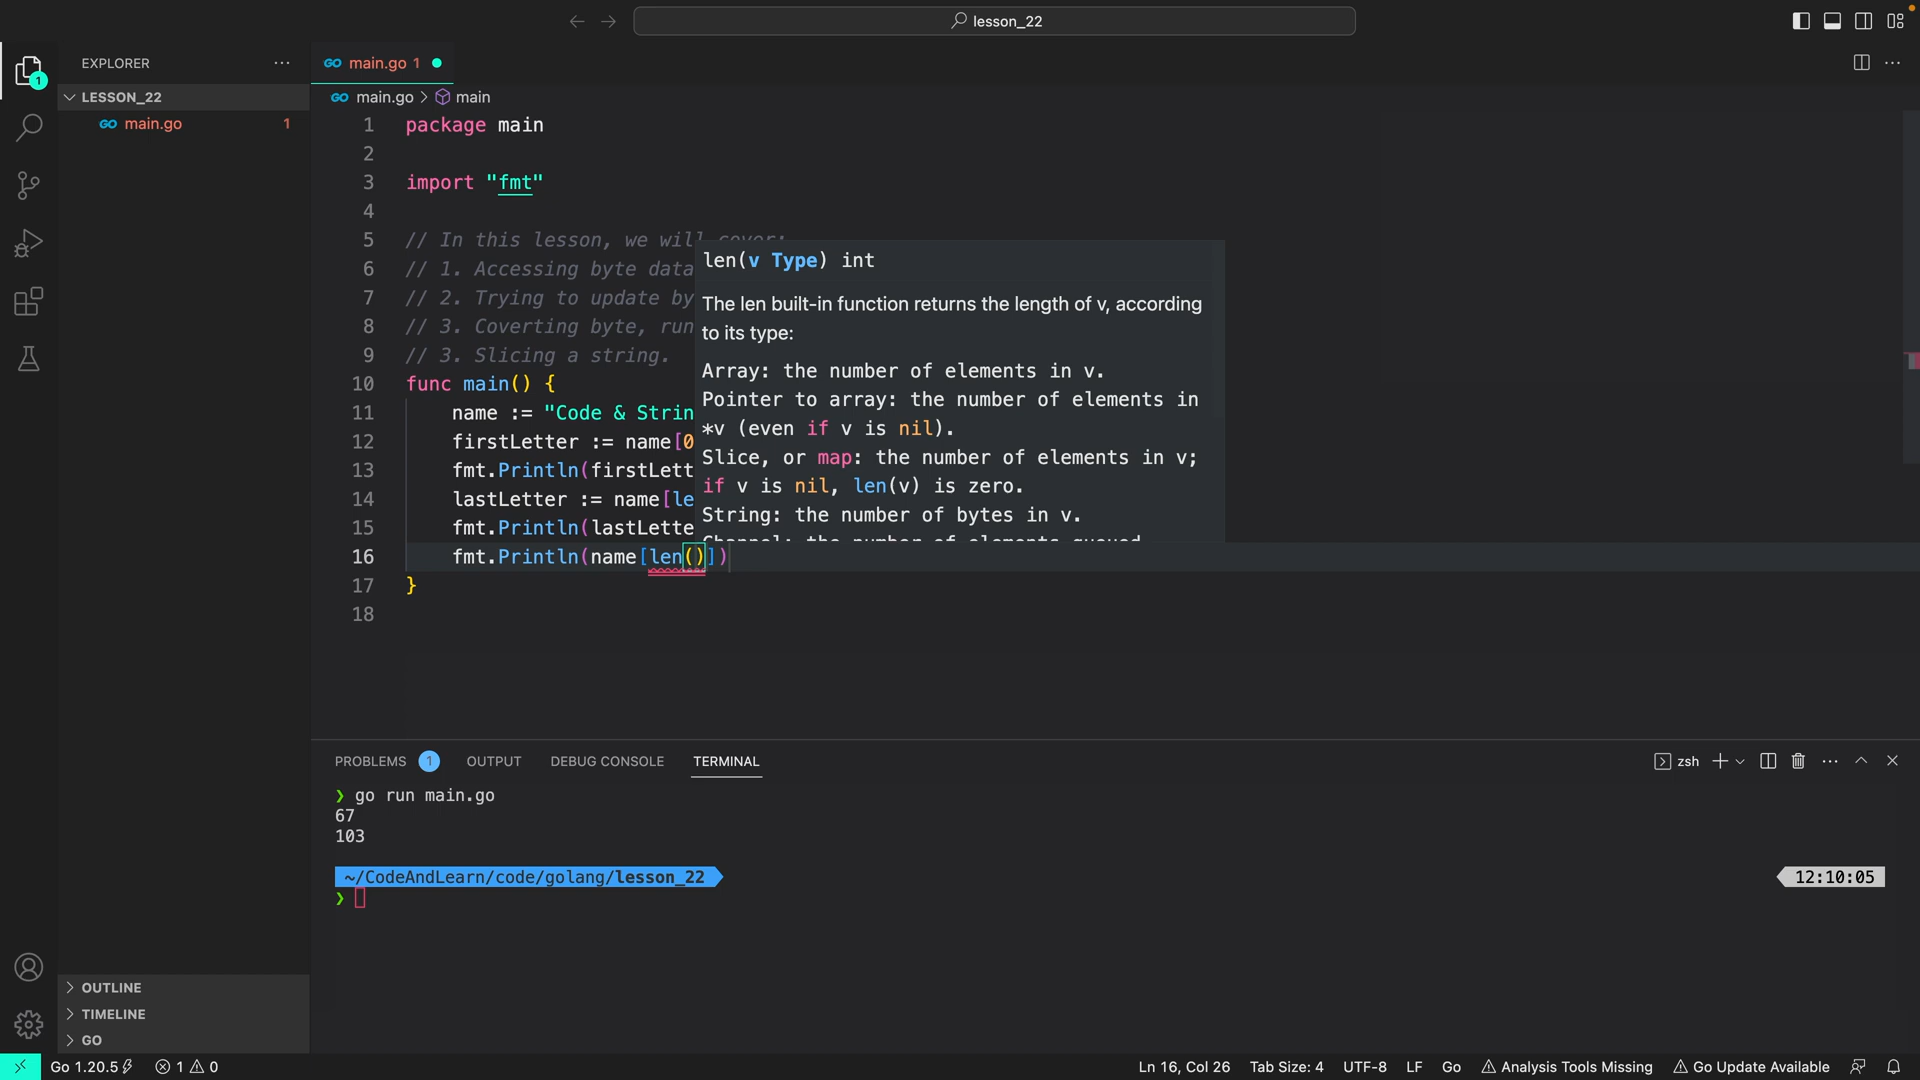 lesson_22
EXPLORER
LESSON_22
main.go
1
1
main.go 1
main.go > main
1 package main
2
3 import "fmt"
4
5 // In this lesson, we will cover:
6 // 1. Accessing byte data
7 // 2. Trying to update by
8 // 3. Coverting byte, run
9 // 3. Slicing a string.
10 func main() {
11 name := "Code & Strin
12 firstLetter := name[0
13 fmt.Println(firstLett
14 lastLetter := name[le
15 fmt.Println(lastLette
16 fmt.Println(name[len()])
17 }
18
len(v Type) int
The len built-in function returns the length of v, according
to its type:
Array: the number of elements in v.
Pointer to array: the number of elements in
*v (even if v is nil).
Slice, or map: the number of elements in v;
if v is nil, len(v) is zero.
String: the number of bytes in v.
Channel: the number of elements queued
PROBLEMS 1 OUTPUT DEBUG CONSOLE TERMINAL
zsh
❯ go run main.go
67
103
~/CodeAndLearn/code/golang/lesson_22
12:10:05
❯
OUTLINE
TIMELINE
GO
Go 1.20.5 1 0
Ln 16, Col 26 Tab Size: 4 UTF-8 LF Go Analysis Tools Missing Go Update Available